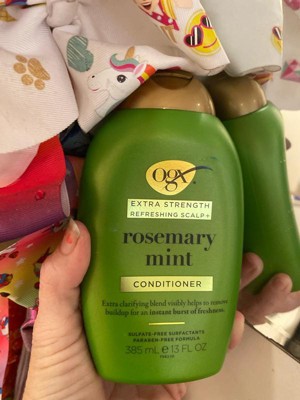 ogx
EXTRA STRENGTH
REFRESHING SCALP+
rosemary
mint
CONDITIONER
Extra clarifying blend visibly helps to remove
buildup for an instant burst of freshness.
SULFATE-FREE SURFACTANTS
PARABEN-FREE FORMULA
385 mL e 13 FL OZ